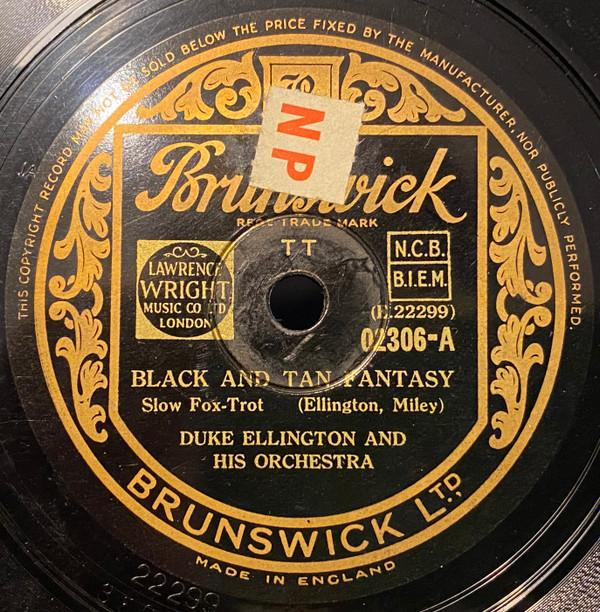 THIS COPYRIGHT RECORD MAY NOT BE SOLD BELOW THE PRICE FIXED BY THE MANUFACTURER, NOR PUBLICLY PERFORMED.
NP
Brunswick
REGD TRADE MARK
TT
LAWRENCE
WRIGHT
MUSIC CO LTD
LONDON
N.C.B.
B.I.E.M.
(E.22299)
02306-A
BLACK AND TAN FANTASY
Slow Fox-Trot (Ellington, Miley)
DUKE ELLINGTON AND
HIS ORCHESTRA
BRUNSWICK LTD.,
MADE IN ENGLAND
22299